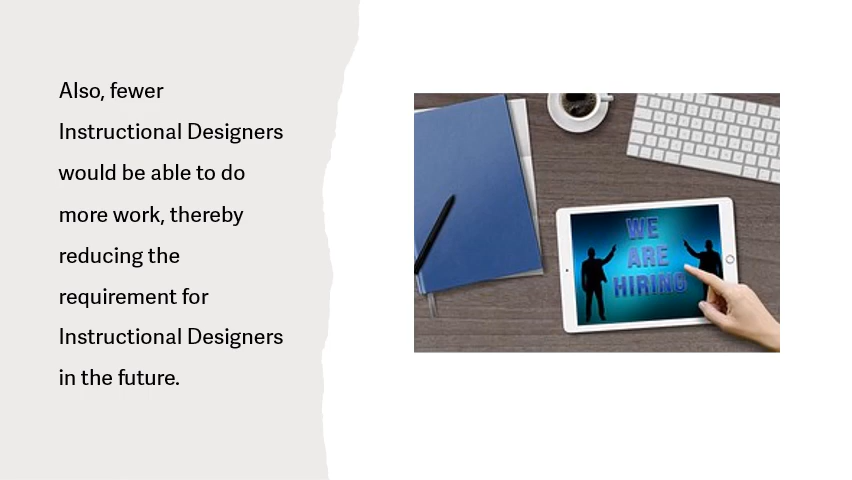 Also, fewer
Instructional Designers
would be able to do
more work, thereby
reducing the
requirement for
Instructional Designers
in the future.
WE
ARE
HIRING